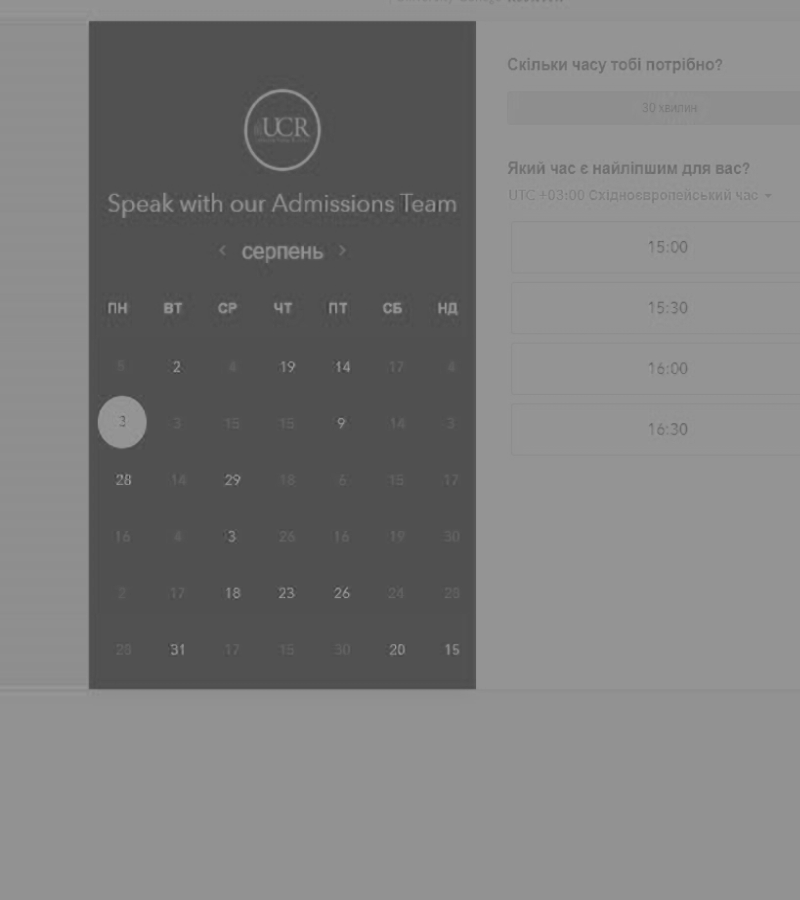 UCR
Speak with our Admissions Team
< серпень >
ПН ВТ СР ЧТ ПТ СБ НД
2 4 19 14 17 4
3 3 15 15 9 14 3
28 14 29 18 6 15 17
16 4 3 26 16 19 30
2 17 18 23 26 24 28
28 31 17 15 30 20 15
Скільки часу тобі потрібно?
30 хвилин
Який час є найліпшим для вас?
UTC +03:00 Східноєвропейський час
15:00
15:30
16:00
16:30